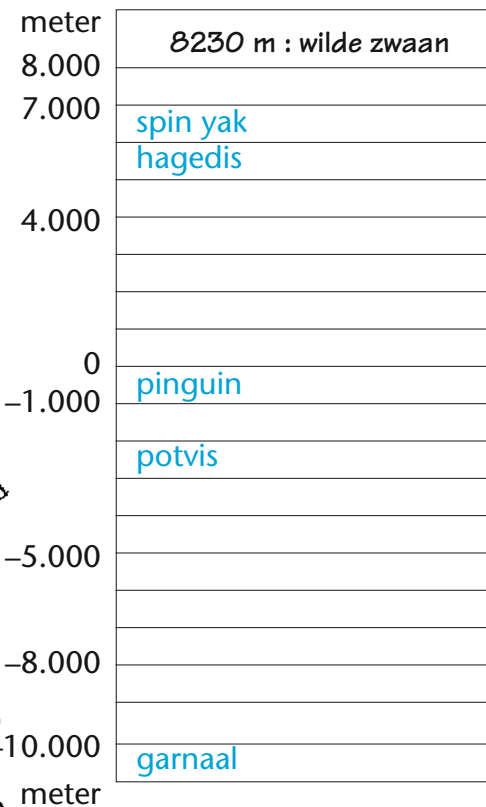 meter
8230 m : wilde zwaan
8.000
7.000
spin yak
hagedis
4.000
0
pinguin
–1.000
potvis
–5.000
–8.000
–10.000
garnaal
meter